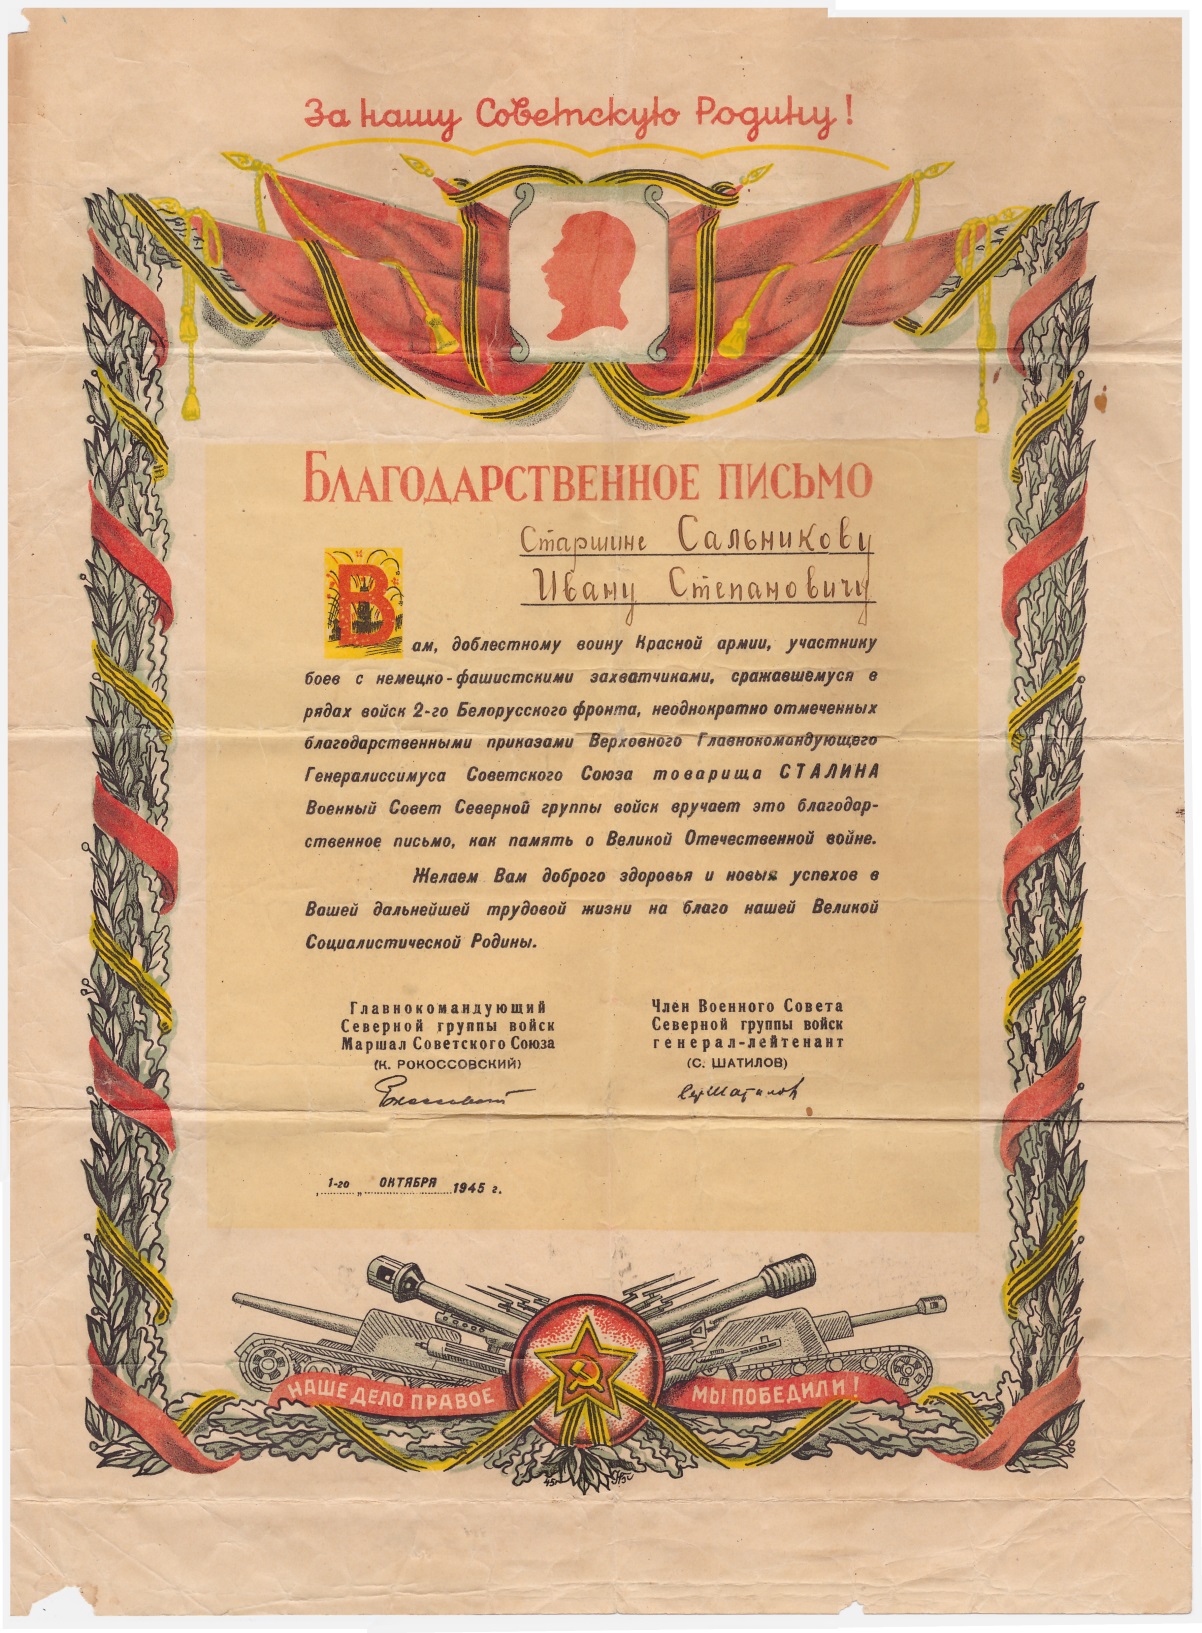 За нашу Советскую Родину!
БЛАГОДАРСТВЕННОЕ ПИСЬМО
Старшине Сальникову
Ивану Степановичу
Вам, доблестному воину Красной армии, участнику
боев с немецко-фашистскими захватчиками, сражавшемуся в
рядах войск 2-го Белорусского фронта, неоднократно отмеченных
благодарственными приказами Верховного Главнокомандующего
Генералиссимуса Советского Союза товарища СТАЛИНА
Военный Совет Северной группы войск вручает это благодар-
ственное письмо, как память о Великой Отечественной войне.
Желаем Вам доброго здоровья и новых успехов в
Вашей дальнейшей трудовой жизни на благо нашей Великой
Социалистической Родины.
Главнокомандующий
Северной группы войск
Маршал Советского Союза
(К. РОКОССОВСКИЙ)
Рокоссовский
Член Военного Совета
Северной группы войск
генерал-лейтенант
(С. ШАТИЛОВ)
СерШатилов
„1-го„ ОКТЯБРЯ 1945 г.
НАШЕ ДЕЛО ПРАВОЕ
МЫ ПОБЕДИЛИ!